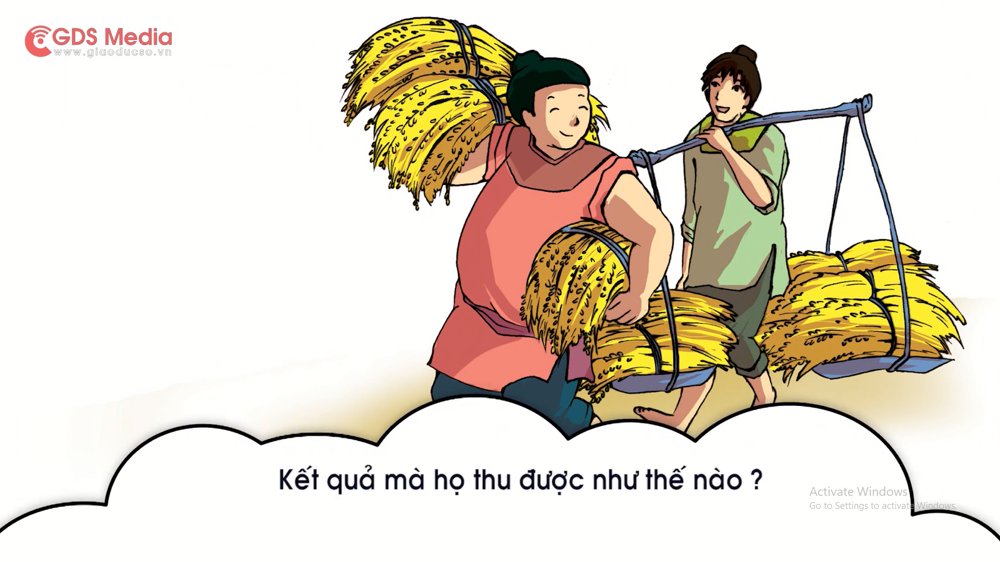 GDS Media
www.giaoducso.vn
Kết quả mà họ thu được như thế nào ?
Activate Windows
Go to Settings to activate Windows.